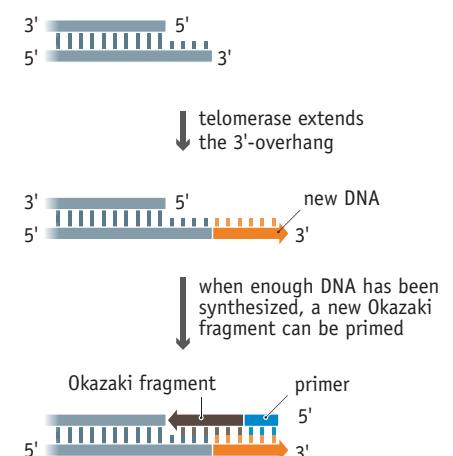 3' 5'
5' 3'
telomerase extends
the 3'-overhang
new DNA
3' 5'
5' 3'
when enough DNA has been
synthesized, a new Okazaki
fragment can be primed
Okazaki fragment primer
5'
5' 3'